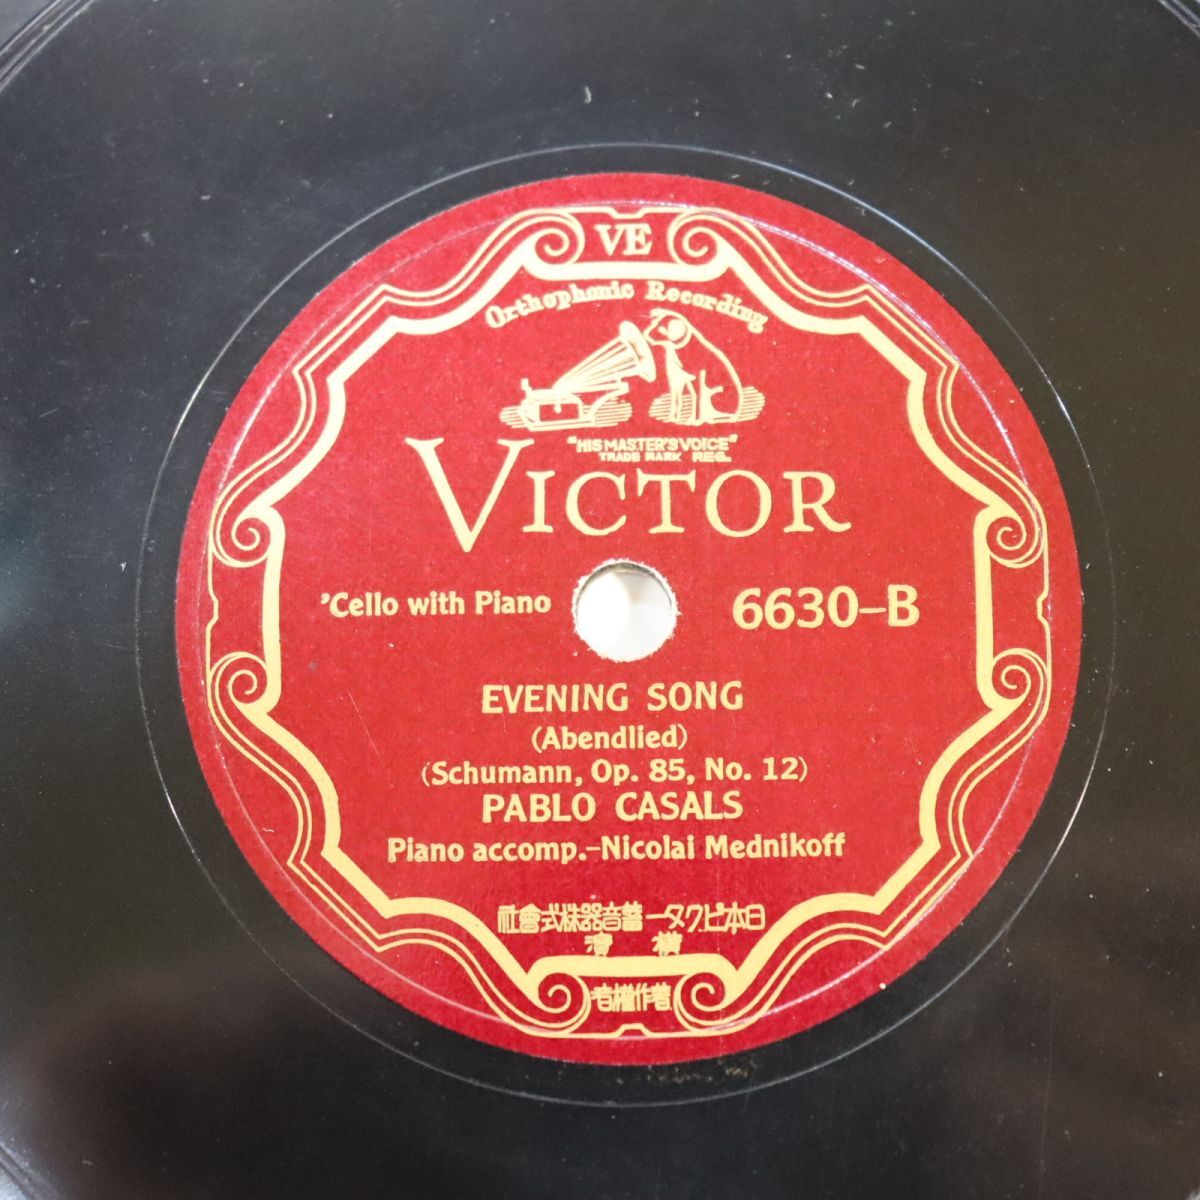 VE
Orthophonic Recording
"HIS MASTER'S VOICE"
TRADE MARK REG.
VICTOR
'Cello with Piano
6630-B
EVENING SONG
(Abendlied)
(Schumann, Op. 85, No. 12)
PABLO CASALS
Piano accomp.-Nicolai Mednikoff
日本ビクター蓄音器株式會社
橫濱
著作權者